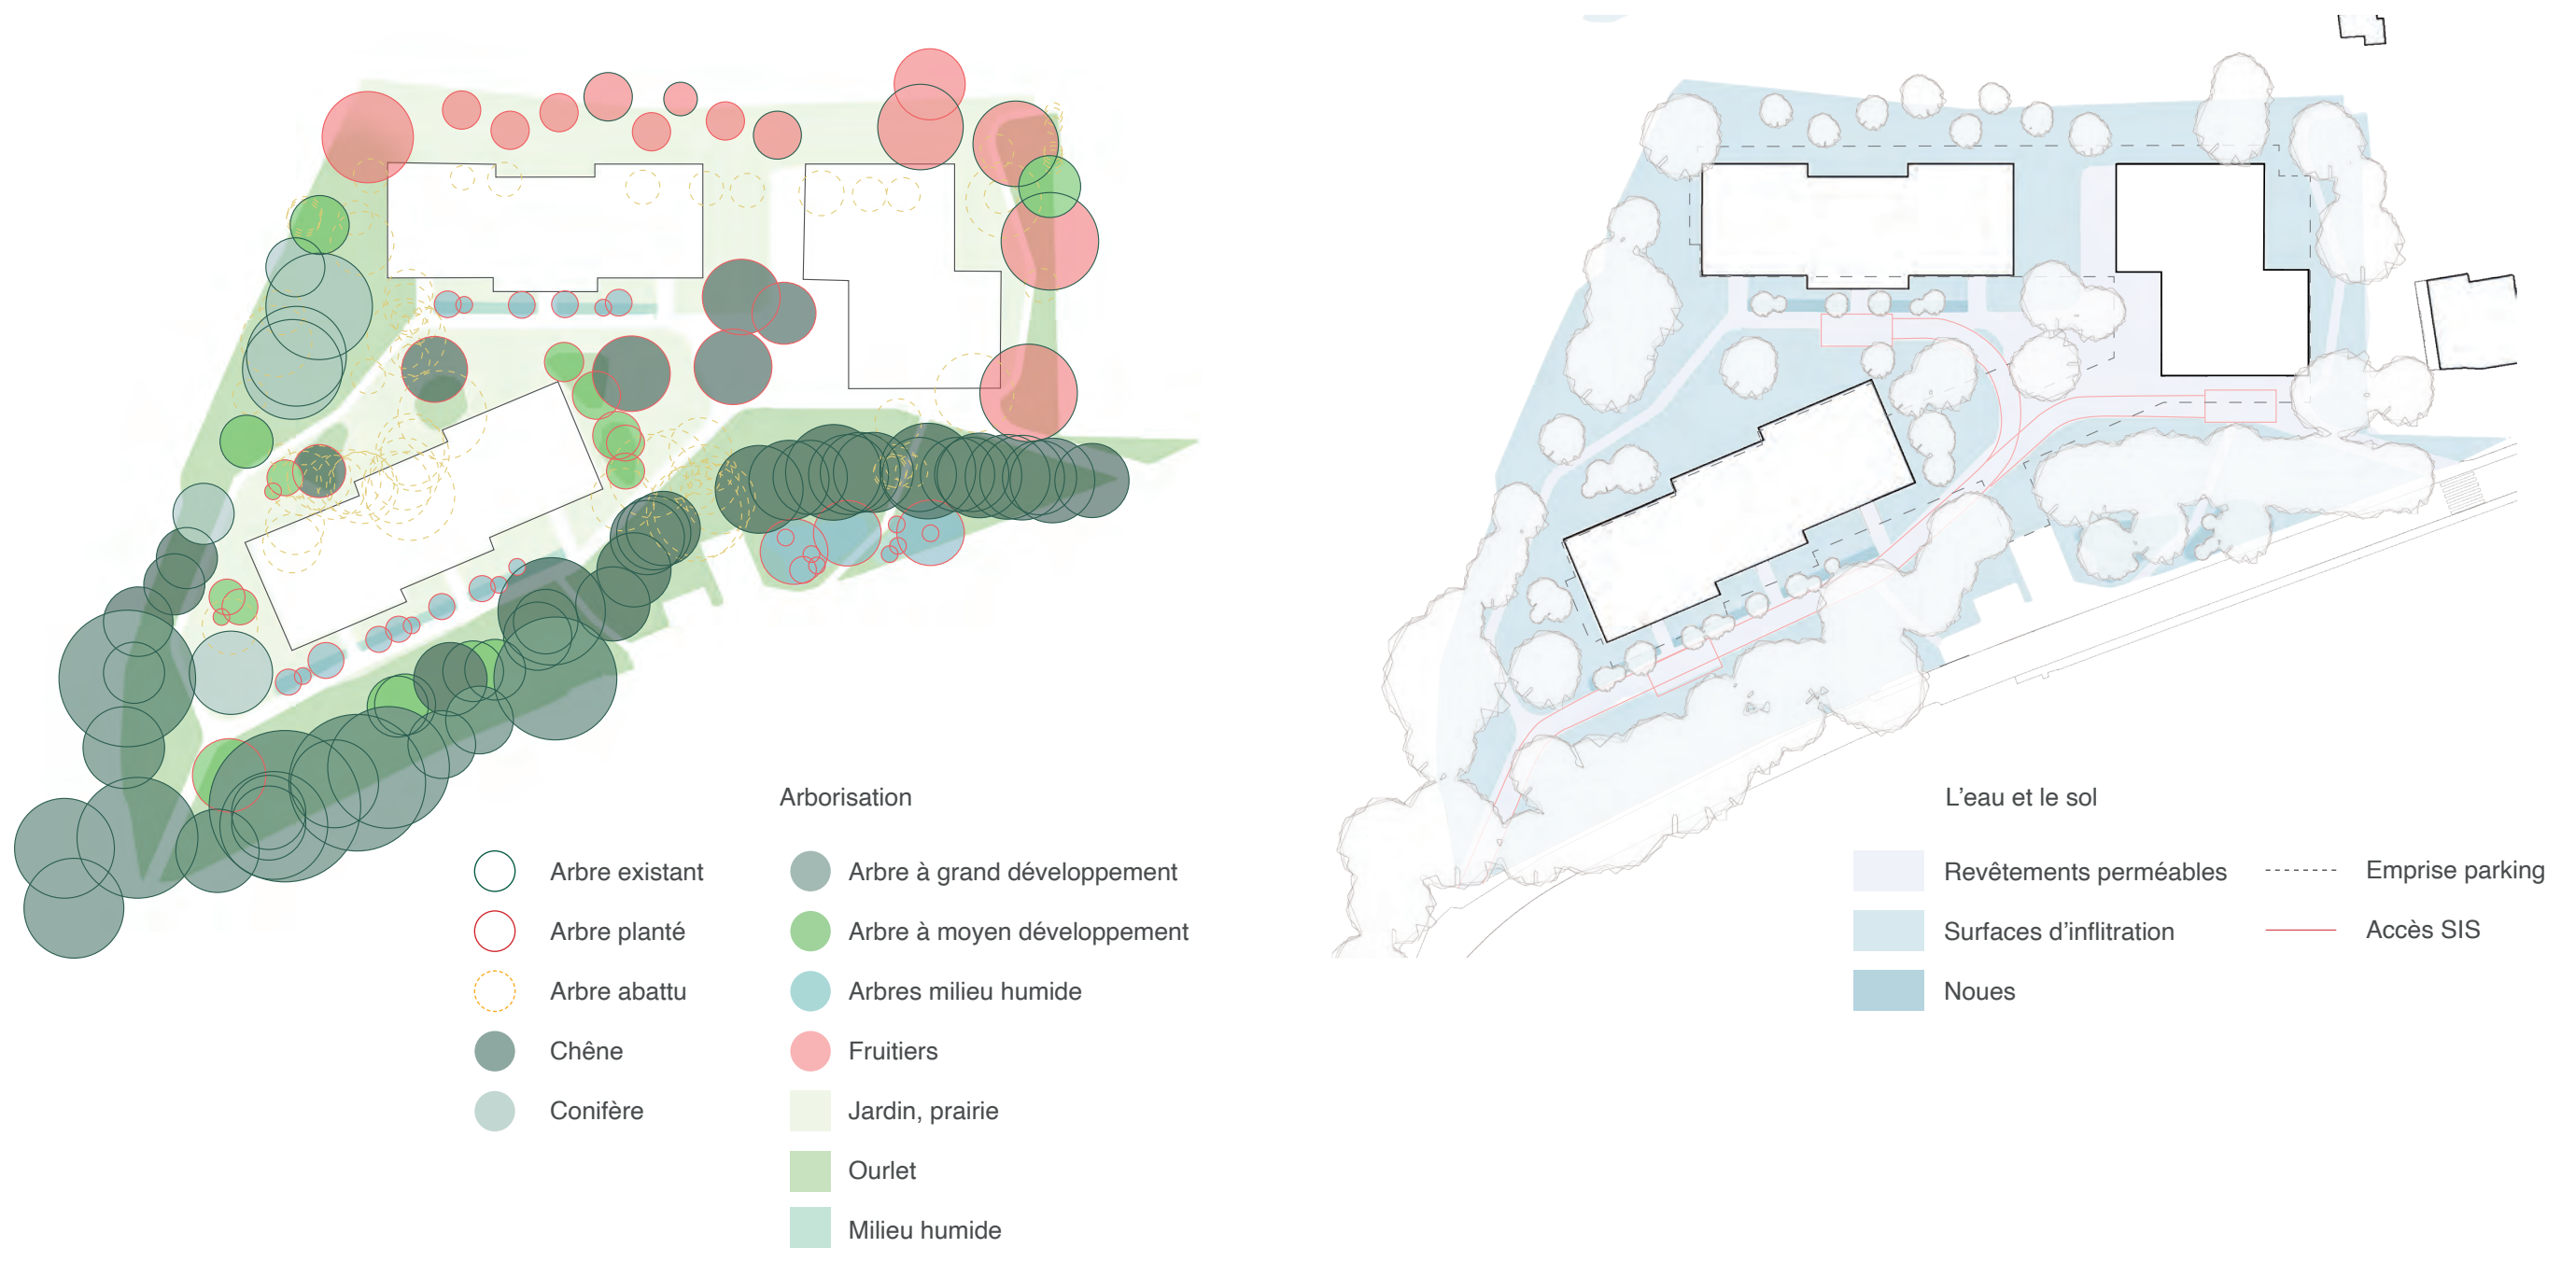 Arborisation
Arbre existant
Arbre planté
Arbre abattu
Chêne
Conifère
Arbre à grand développement
Arbre à moyen développement
Arbres milieu humide
Fruitiers
Jardin, prairie
Ourlet
Milieu humide
L'eau et le sol
Revêtements perméables
Surfaces d'inflitration
Noues
Emprise parking
Accès SIS